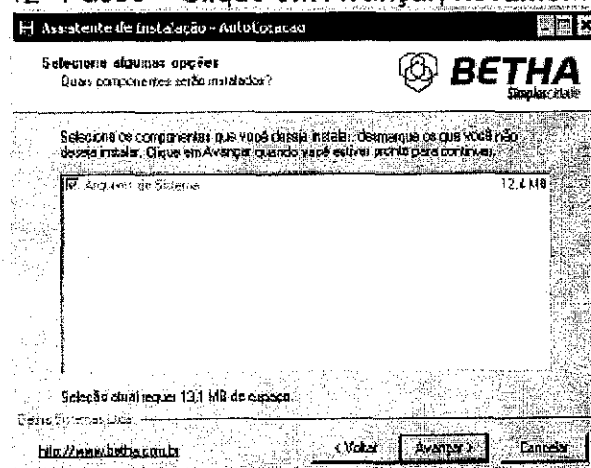 Assistente de Instalação - AutoCotacao
Selecione algumas opções
Quais componentes serão instalados?
BETHA
Simplificidade
Selecione os componentes que você deseja instalar; desmarque os que você não
deseja instalar. Clique em Avançar quando você estiver pronto para continuar.
Arquivos de Sistema 12,4 MB
Seleção atual requer 13,1 MB de espaço.
Betha Sistemas Ltda.
http://www.betha.com.br
< Voltar Avançar > Cancelar